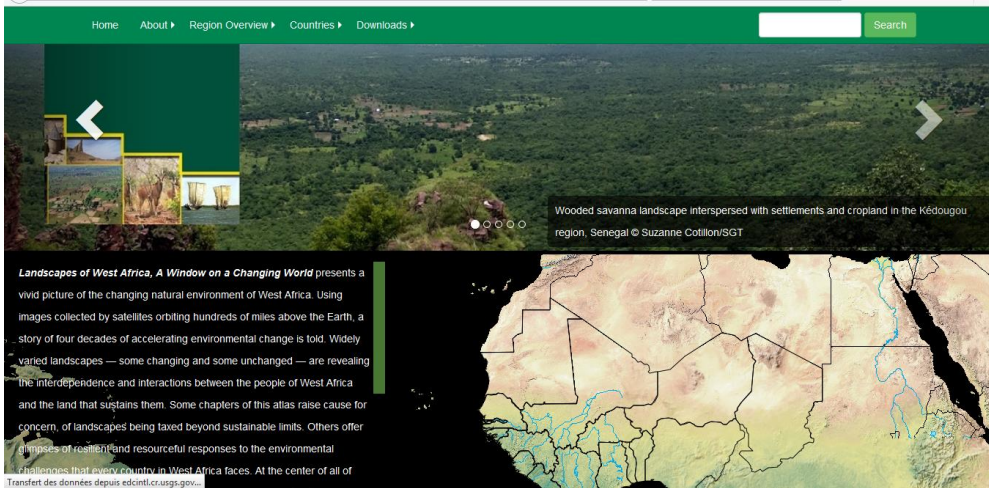 Home About Region Overview Countries Downloads Search
Wooded savanna landscape interspersed with settlements and cropland in the Kédougou
region, Senegal © Suzanne Cotillon/SGT
Landscapes of West Africa, A Window on a Changing World presents a
vivid picture of the changing natural environment of West Africa. Using
images collected by satellites orbiting hundreds of miles above the Earth, a
story of four decades of accelerating environmental change is told. Widely
varied landscapes — some changing and some unchanged — are revealing
the interdependence and interactions between the people of West Africa
and the land that sustains them. Some chapters of this atlas raise cause for
concern, of landscapes being taxed beyond sustainable limits. Others offer
glimpses of resilient and resourceful responses to the environmental
challenges that every country in West Africa faces. At the center of all of
Transfert des données depuis edcintl.cr.usgs.gov...